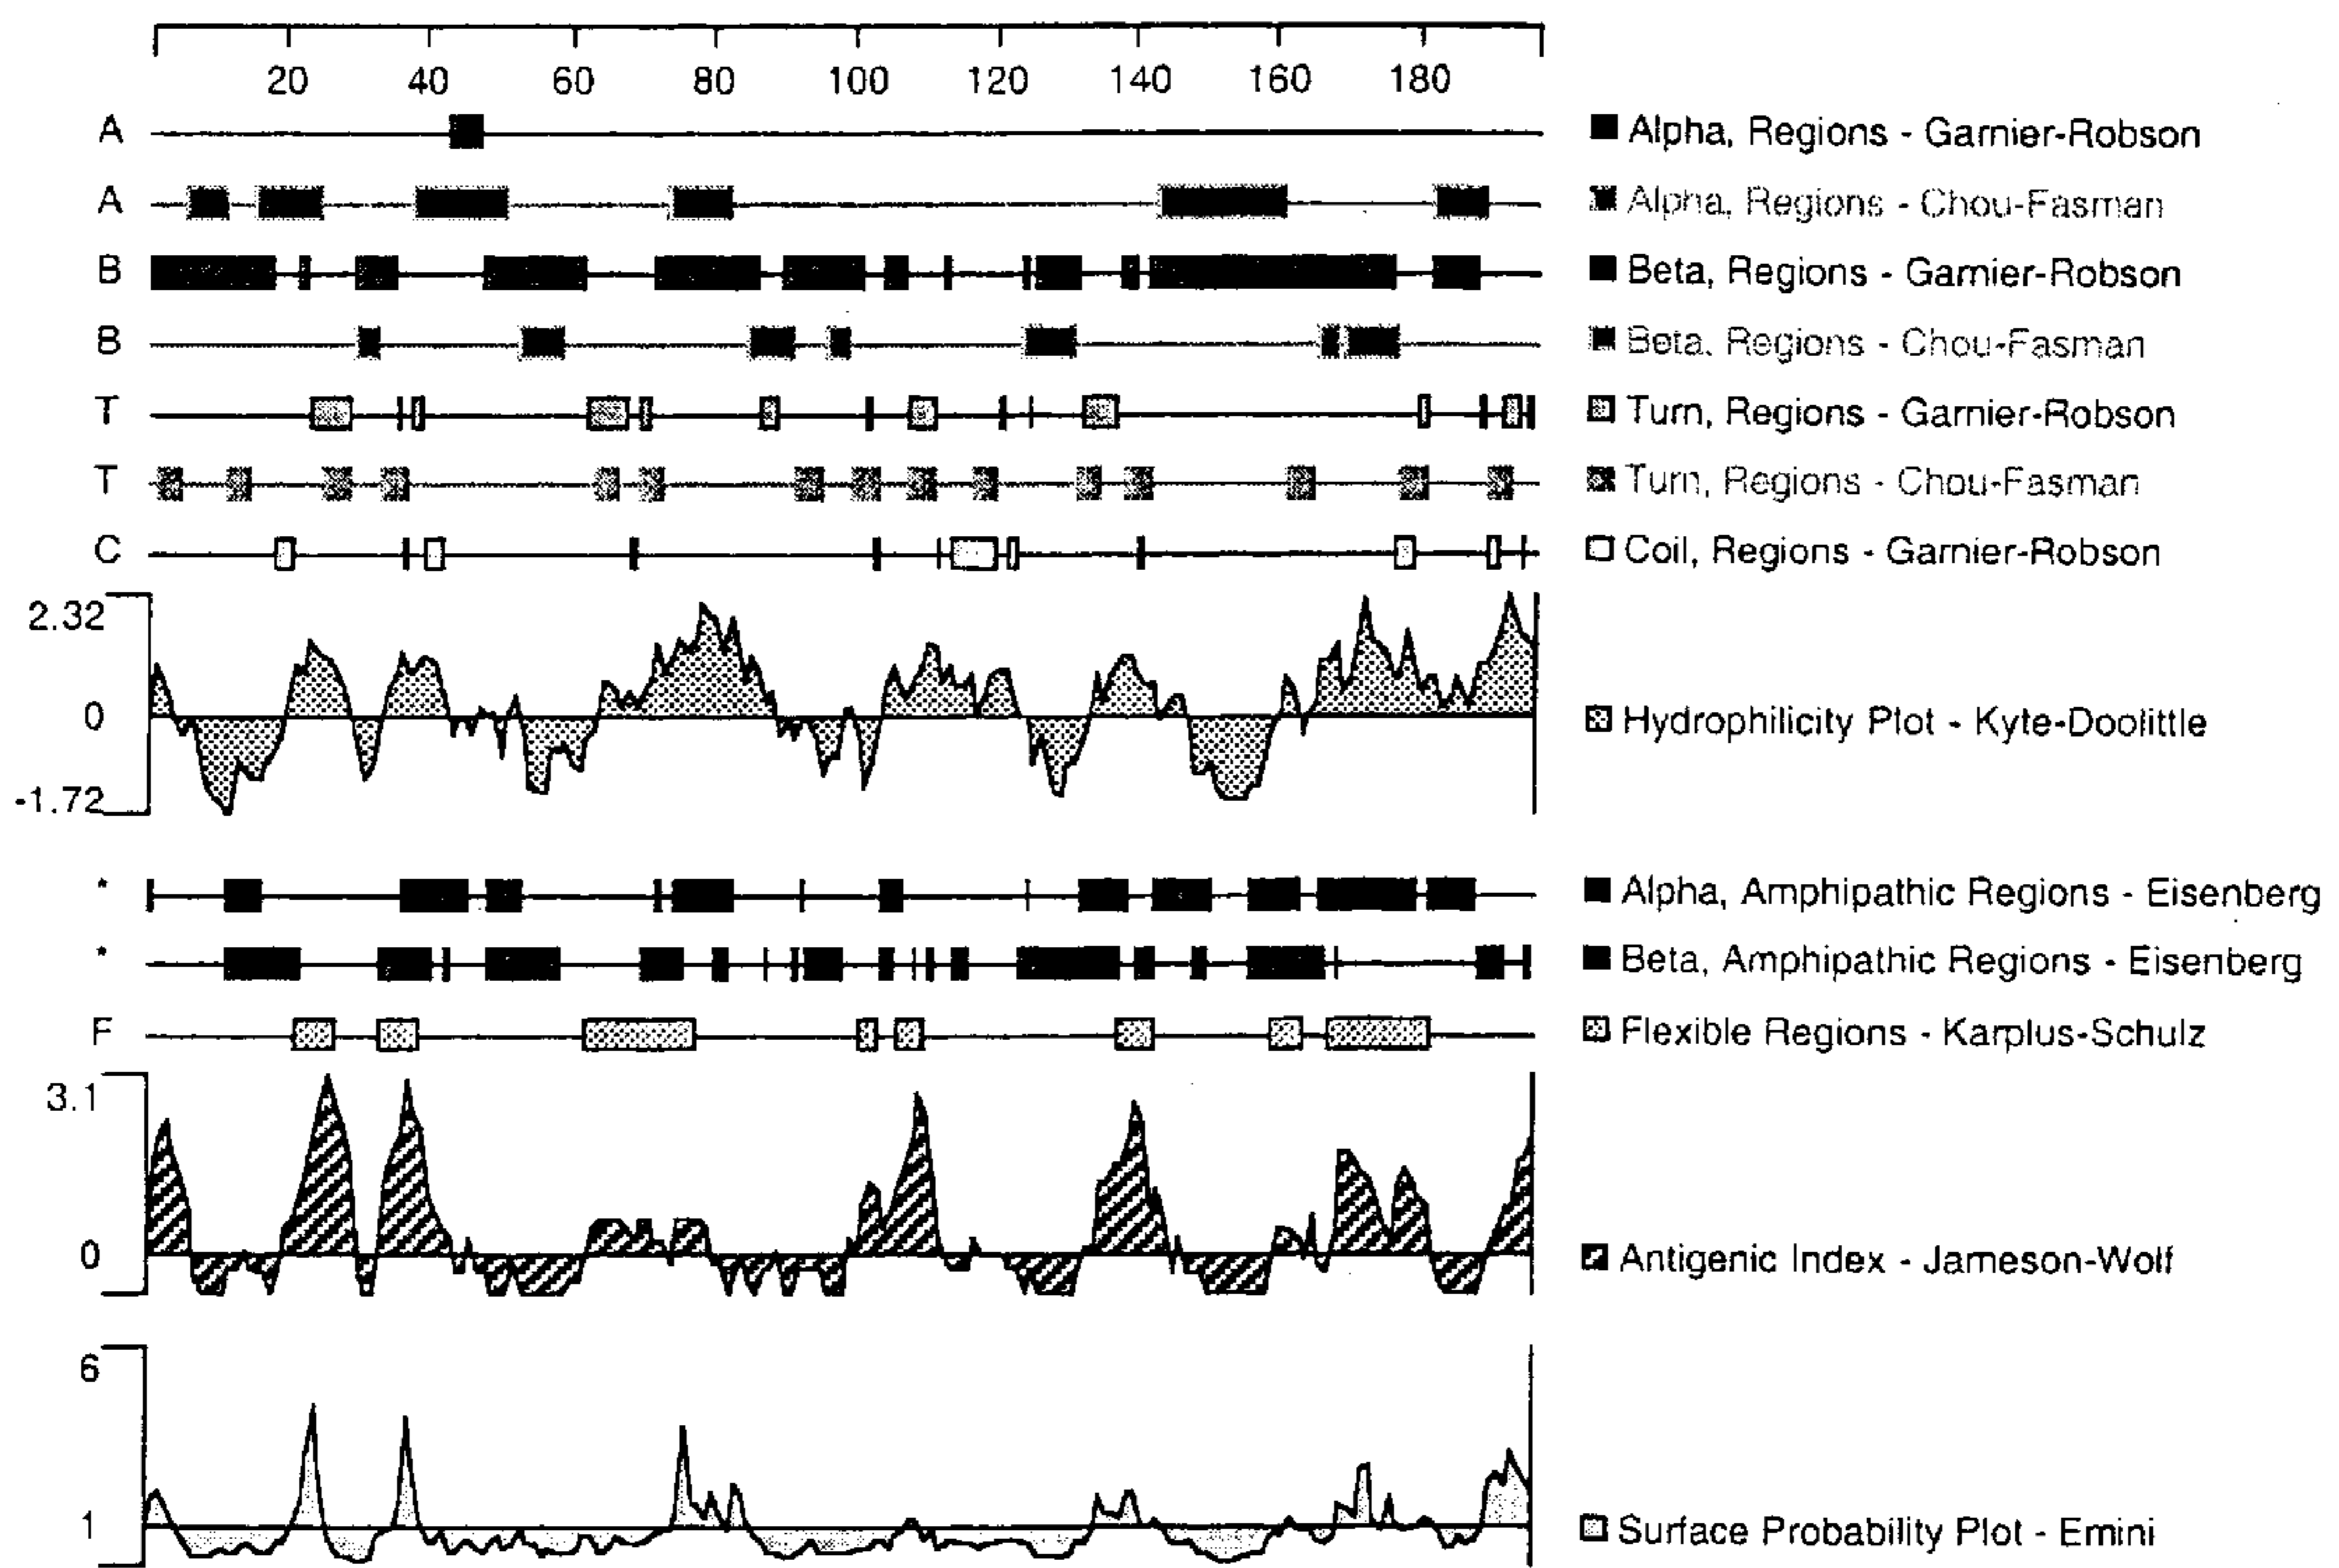 20 40 60 80 100 120 140 160 180
A ■ Alpha, Regions - Garnier-Robson
A ■ Alpha, Regions - Chou-Fasman
B ■ Beta, Regions - Garnier-Robson
B ■ Beta, Regions - Chou-Fasman
T Turn, Regions - Garnier-Robson
T Turn, Regions - Chou-Fasman
C Coil, Regions - Garnier-Robson
2.32
0 Hydrophilicity Plot - Kyte-Doolittle
-1.72
* ■ Alpha, Amphipathic Regions - Eisenberg
* ■ Beta, Amphipathic Regions - Eisenberg
F Flexible Regions - Karplus-Schulz
3.1
0 Antigenic Index - Jameson-Wolf
6
1 Surface Probability Plot - Emini